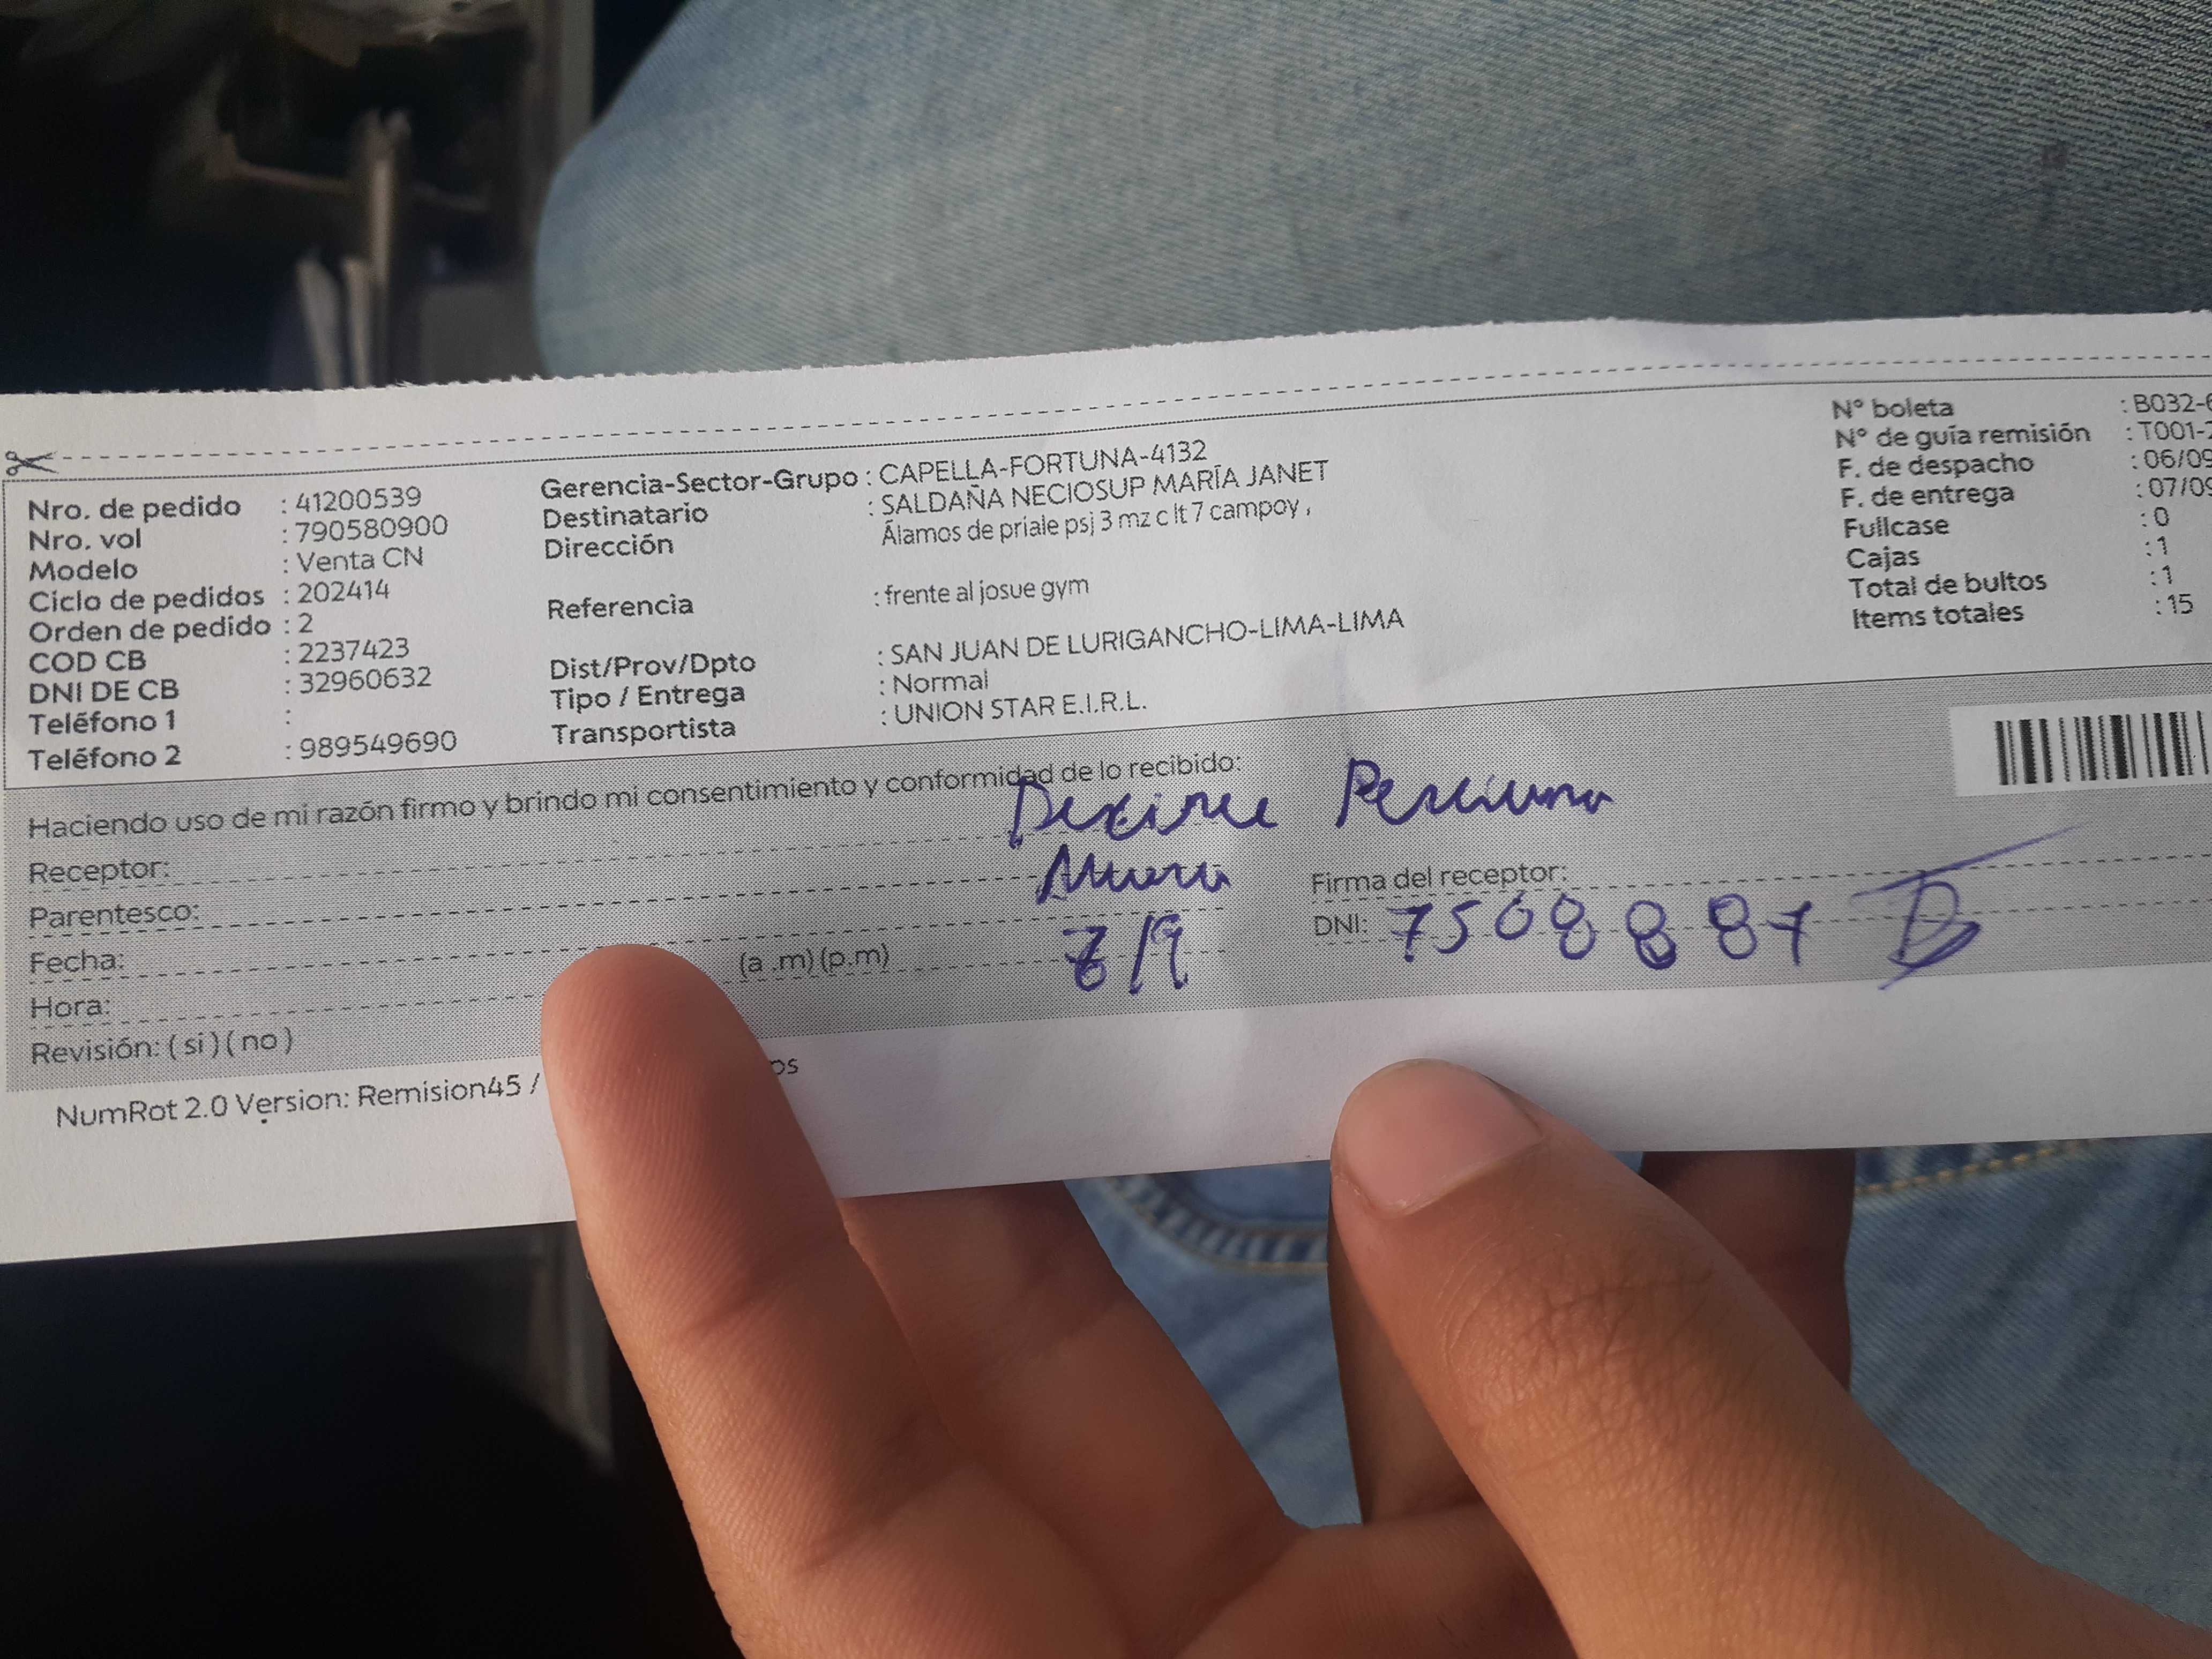 Nro. de pedido : 41200539
Nro. vol : 790580900
Modelo : Venta CN
Ciclo de pedidos : 202414
Orden de pedido : 2
COD CB : 2237423
DNI DE CB : 32960632
Teléfono 1 :
Teléfono 2 : 989549690
Gerencia-Sector-Grupo : CAPELLA-FORTUNA-4132
Destinatario : SALDAÑA NECIOSUP MARÍA JANET
Dirección Álamos de priale psj 3 mz c lt 7 campoy ,
Referencia : frente al josue gym
Dist/Prov/Dpto : SAN JUAN DE LURIGANCHO-LIMA-LIMA
Tipo / Entrega : Normal
Transportista : UNION STAR E.I.R.L.
N° boleta : B032-6
N° de guía remisión : T001-
F. de despacho : 06/09
F. de entrega : 07/09
Fullcase : 0
Cajas : 1
Total de bultos : 1
Items totales : 15
Haciendo uso de mi razón firmo y brindo mi consentimiento y conformidad de lo recibido:
Receptor:
Parentesco:
Fecha: 7/9
Hora: (a .m) (p.m)
Revisión: ( si ) ( no )
Firma del receptor:
DNI: 75088887
NumRot 2.0 Version: Remision45 /